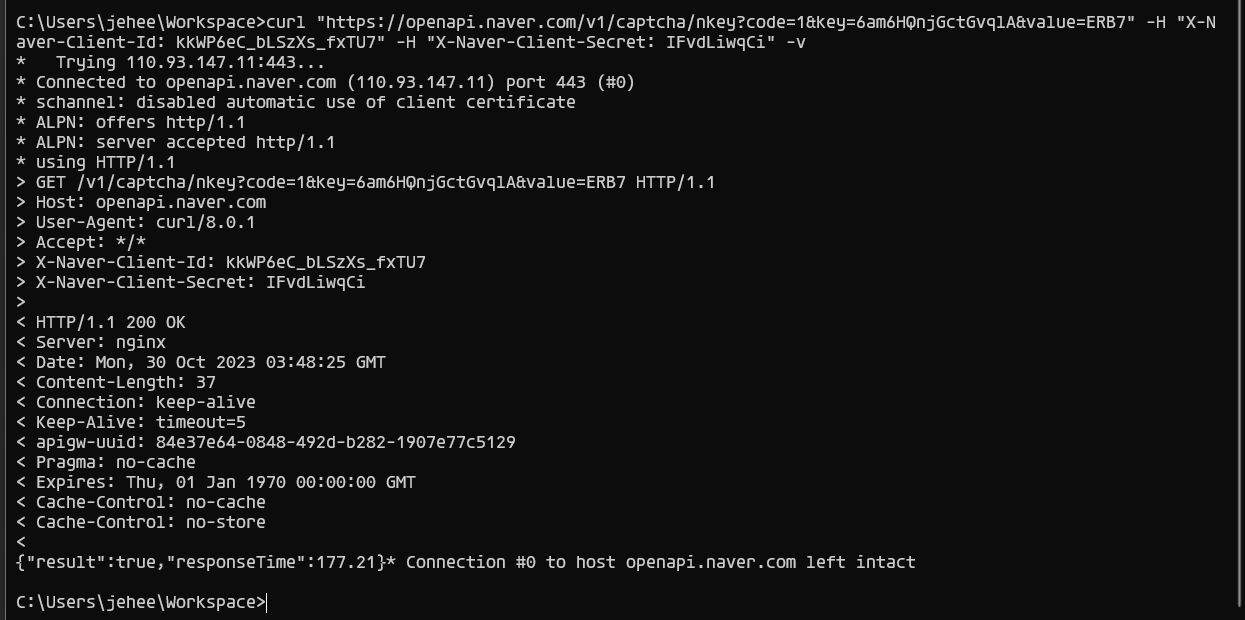 C:\Users\jehee\Workspace>curl "https://openapi.naver.com/v1/captcha/nkey?code=1&key=6am6HQnjGctGvqlA&value=ERB7" -H "X-N
aver-Client-Id: kkWP6eC_bLSzXs_fxTU7" -H "X-Naver-Client-Secret: IFvdLiwqCi" -v
*   Trying 110.93.147.11:443...
* Connected to openapi.naver.com (110.93.147.11) port 443 (#0)
* schannel: disabled automatic use of client certificate
* ALPN: offers http/1.1
* ALPN: server accepted http/1.1
* using HTTP/1.1
> GET /v1/captcha/nkey?code=1&key=6am6HQnjGctGvqlA&value=ERB7 HTTP/1.1
> Host: openapi.naver.com
> User-Agent: curl/8.0.1
> Accept: */*
> X-Naver-Client-Id: kkWP6eC_bLSzXs_fxTU7
> X-Naver-Client-Secret: IFvdLiwqCi
>
< HTTP/1.1 200 OK
< Server: nginx
< Date: Mon, 30 Oct 2023 03:48:25 GMT
< Content-Length: 37
< Connection: keep-alive
< Keep-Alive: timeout=5
< apigw-uuid: 84e37e64-0848-492d-b282-1907e77c5129
< Pragma: no-cache
< Expires: Thu, 01 Jan 1970 00:00:00 GMT
< Cache-Control: no-cache
< Cache-Control: no-store
<
{"result":true,"responseTime":177.21}* Connection #0 to host openapi.naver.com left intact
C:\Users\jehee\Workspace>